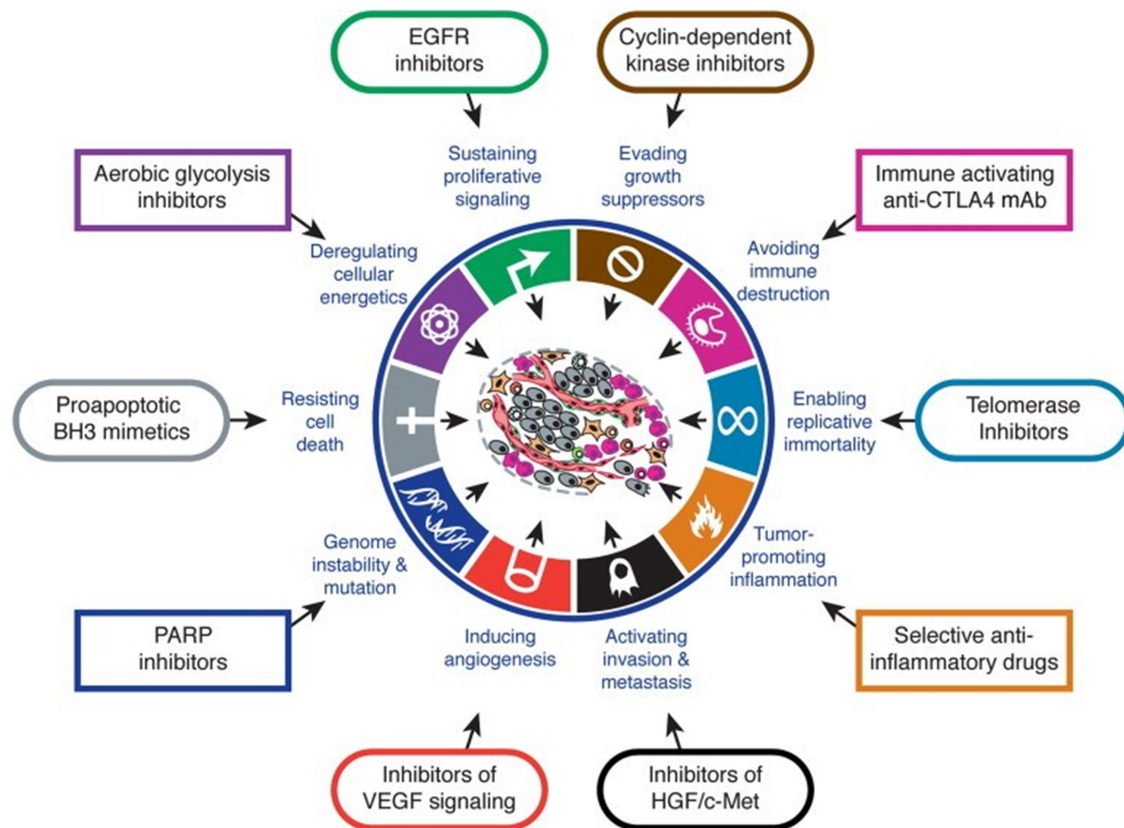 EGFR
inhibitors
Cyclin-dependent
kinase inhibitors
Sustaining
proliferative
signaling
Evading
growth
suppressors
Aerobic glycolysis
inhibitors
Immune activating
anti-CTLA4 mAb
Deregulating
cellular
energetics
Avoiding
immune
destruction
Proapoptotic
BH3 mimetics
Resisting
cell
death
Enabling
replicative
immortality
Telomerase
Inhibitors
Genome
instability &
mutation
Tumor-
promoting
inflammation
PARP
inhibitors
Inducing
angiogenesis
Activating
invasion &
metastasis
Selective anti-
inflammatory drugs
Inhibitors of
VEGF signaling
Inhibitors of
HGF/c-Met